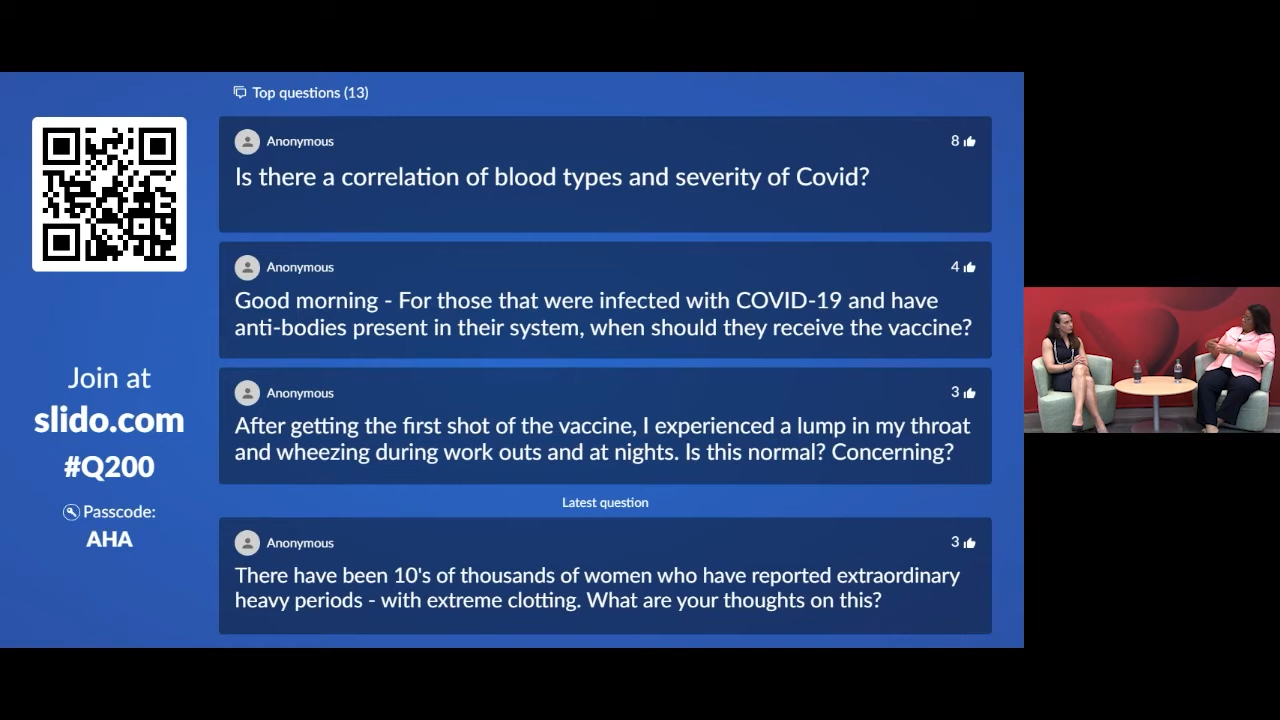 Top questions (13)
Anonymous
8
Is there a correlation of blood types and severity of Covid?
Anonymous
4
Good morning - For those that were infected with COVID-19 and have
anti-bodies present in their system, when should they receive the vaccine?
Anonymous
3
After getting the first shot of the vaccine, I experienced a lump in my throat
and wheezing during work outs and at nights. Is this normal? Concerning?
Latest question
Anonymous
3
There have been 10's of thousands of women who have reported extraordinary
heavy periods - with extreme clotting. What are your thoughts on this?
Join at
slido.com
#Q200
Passcode:
AHA